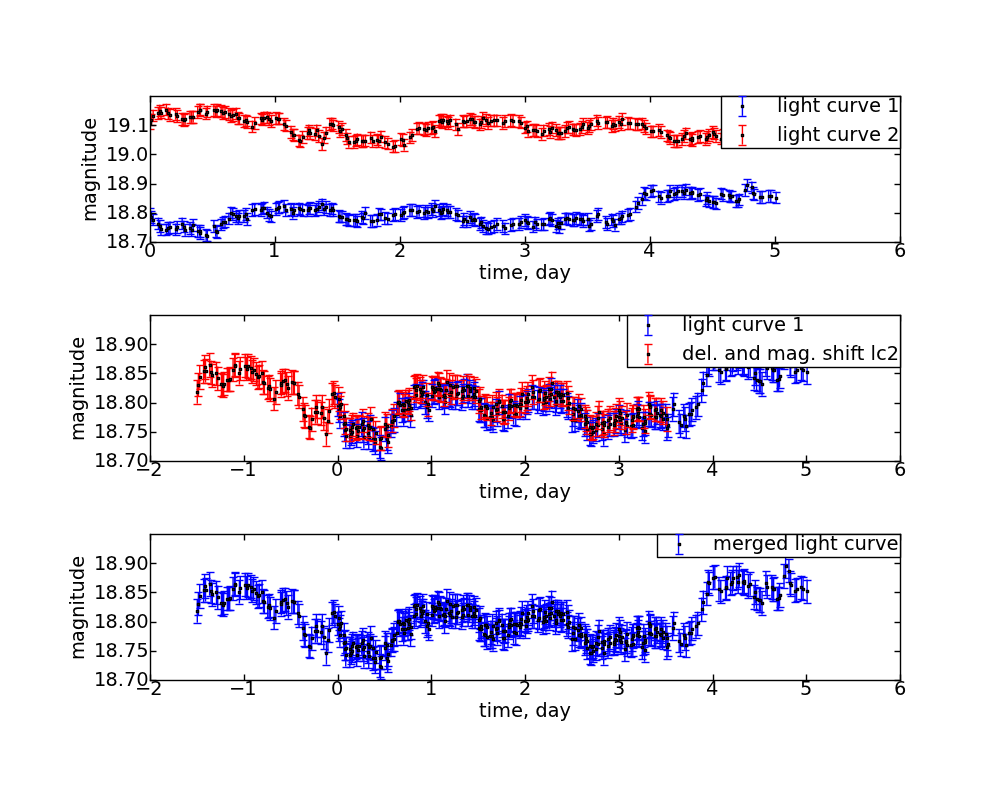 light curve 1
light curve 2
magnitude
19.1
19.0
18.9
18.8
18.7
0 1 2 3 4 5 6
time, day
light curve 1
del. and mag. shift lc2
magnitude
18.90
18.85
18.80
18.75
18.70
−2 −1 0 1 2 3 4 5 6
time, day
merged light curve
magnitude
18.90
18.85
18.80
18.75
18.70
−2 −1 0 1 2 3 4 5 6
time, day